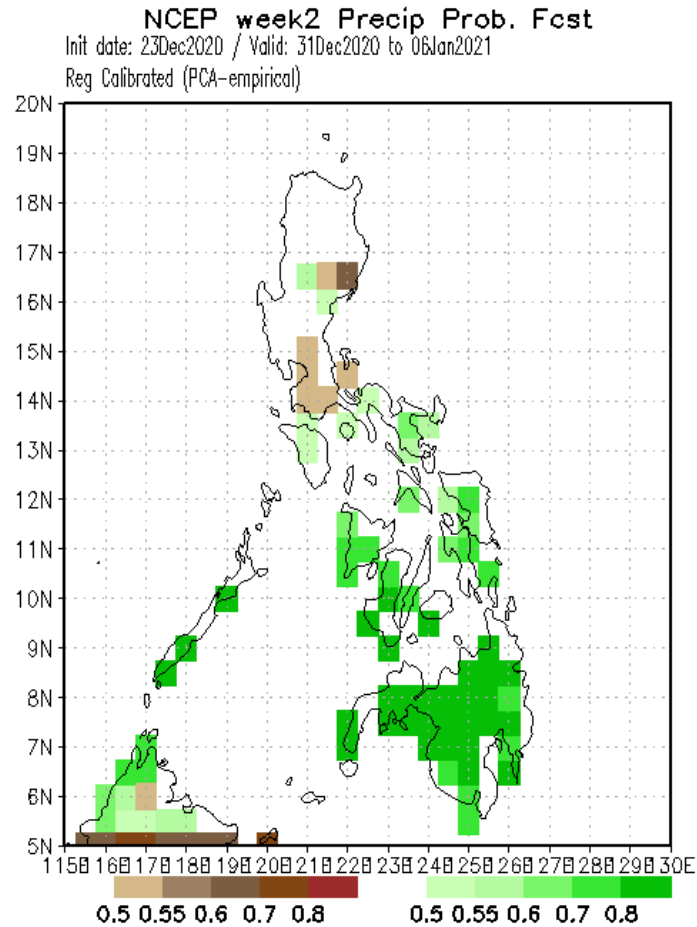 NCEP week2 Precip Prob. Fcst
Init date: 23Dec2020 / Valid: 31Dec2020 to 06Jan2021
Reg Calibrated (PCA-empirical)
20N
19N
18N
17N
16N
15N
14N
13N
12N
11N
10N
9N
8N
7N
6N
5N
115E 116E 117E 118E 119E 120E 121E 122E 123E 124E 125E 126E 127E 128E 129E 130E
0.5 0.55 0.6 0.7 0.8 0.5 0.55 0.6 0.7 0.8